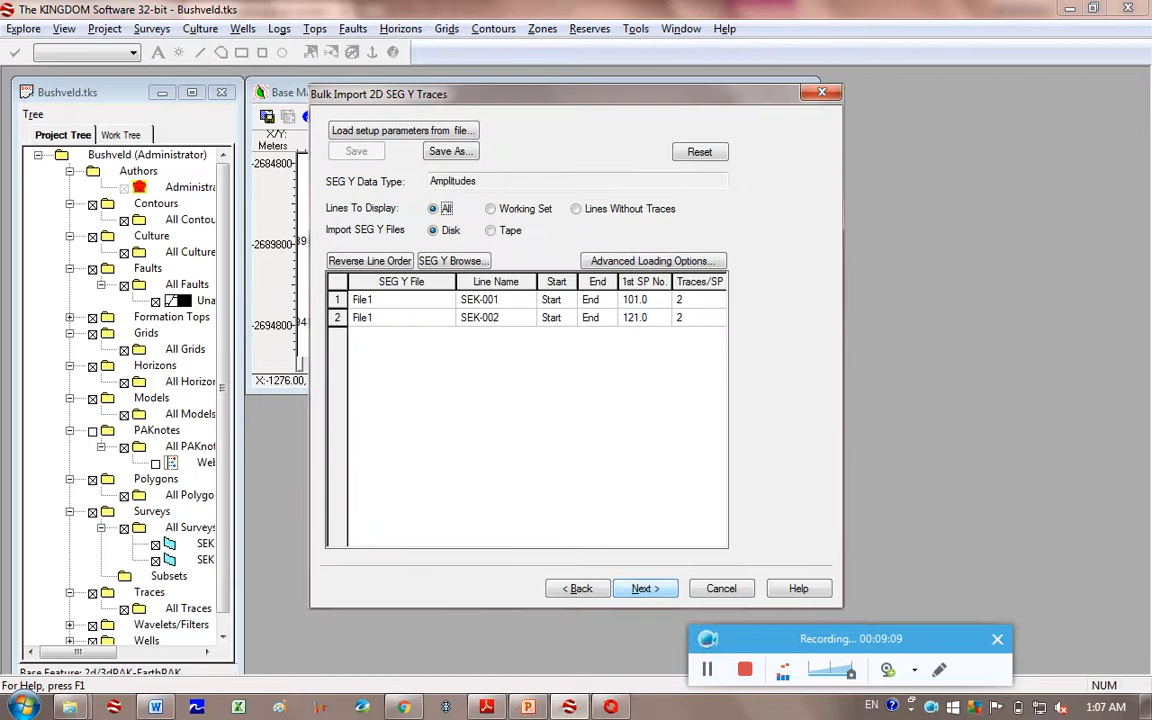 The KINGDOM Software 32-bit - Bushveld.tks
Explore View Project Surveys Culture Wells Logs Tops Faults Horizons Grids Contours Zones Reserves Tools Window Help
Bushveld.tks
Tree
Project Tree Work Tree
Bushveld (Administrator)
Authors
Administra
Contours
All Contou
Culture
All Culture
Faults
All Faults
Una
Formation Tops
Grids
All Grids
Horizons
All Horizo
Models
All Models
PAKnotes
All PAKnot
Web
Polygons
All Polygo
Surveys
All Surveys
SEK
SEK
Subsets
Traces
All Traces
Wavelets/Filters
Wells
Base Feature: 2d/3dPAK-EarthPAK
Base Ma
X/Y:
Meters
-2684800
-2689800
-2694800
X:-1276.00,
Bulk Import 2D SEG Y Traces
Load setup parameters from file...
Save Save As... Reset
SEG Y Data Type: Amplitudes
Lines To Display: All Working Set Lines Without Traces
Import SEG Y Files Disk Tape
Reverse Line Order SEG Y Browse... Advanced Loading Options...
SEG Y File Line Name Start End 1st SP No. Traces/SP
1 File1 SEK-001 Start End 101.0 2
2 File1 SEK-002 Start End 121.0 2
< Back Next > Cancel Help
Recording... 00:09:09
For Help, press F1 NUM
EN 1:07 AM